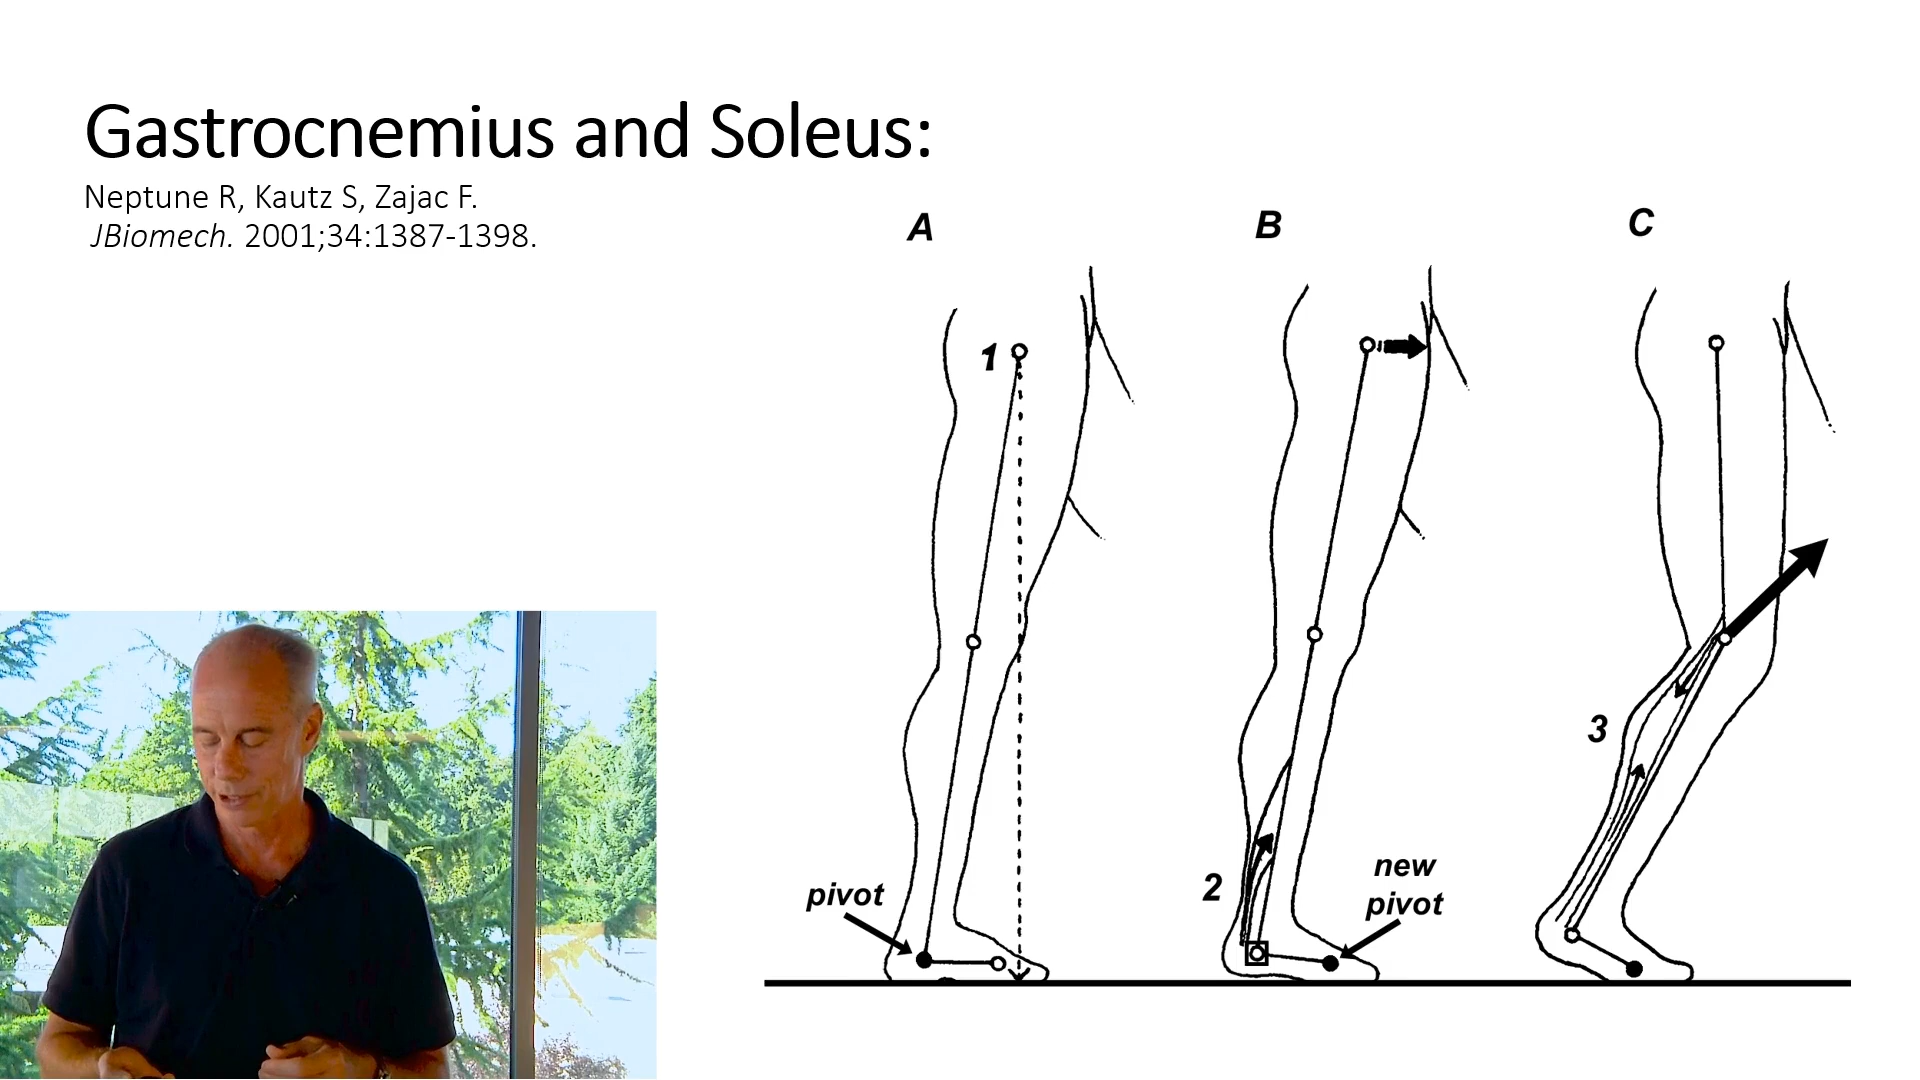 Gastrocnemius and Soleus:
Neptune R, Kautz S, Zajac F.
JBiomech. 2001;34:1387-1398.
A
B
C
1
3
2
new
pivot
pivot